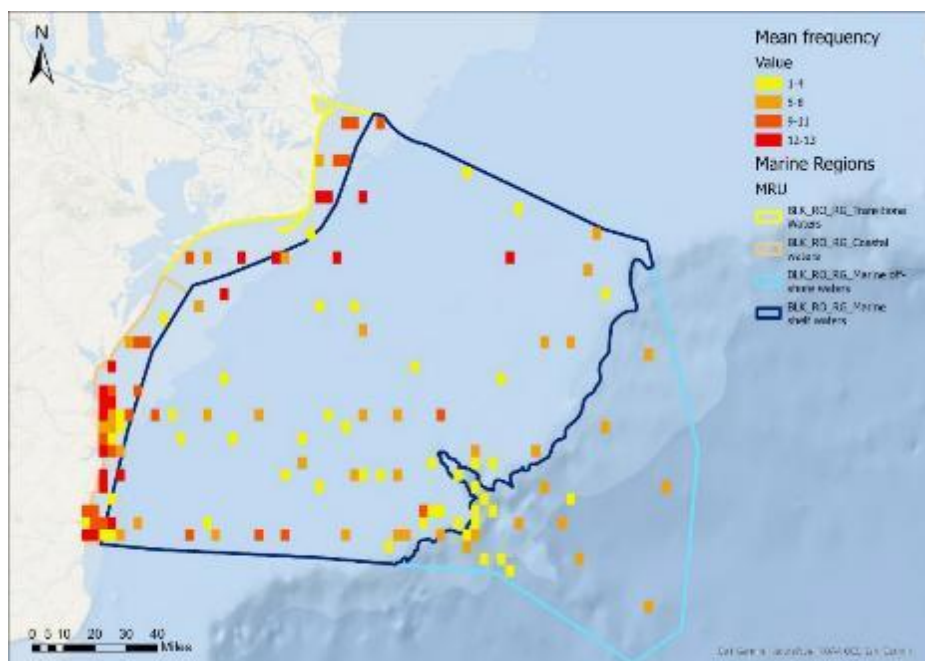 N
Mean frequency
Value
1-4
5-8
9-11
12-13
Marine Regions
MRU
BLK_RO_RG_Transitional
Waters
BLK_RO_RG_Coastal
waters
BLK_RO_RG_Marine off-
shore waters
BLK_RO_RG_Marine
shelf waters
0 5 10 20 30 40
Miles